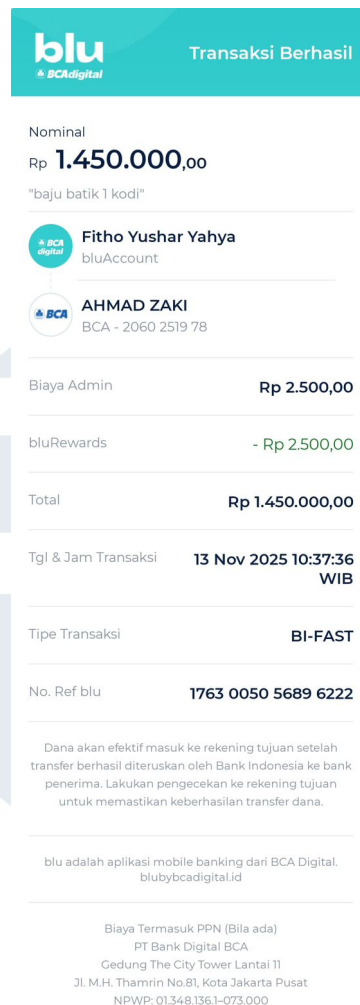 blu
BCAdigital
Transaksi Berhasil
Nominal
Rp 1.450.000,00
"baju batik 1 kodi"
BCA
digital
Fitho Yushar Yahya
bluAccount
BCA
AHMAD ZAKI
BCA - 2060 2519 78
Biaya Admin Rp 2.500,00
bluRewards - Rp 2.500,00
Total Rp 1.450.000,00
Tgl & Jam Transaksi 13 Nov 2025 10:37:36
WIB
Tipe Transaksi BI-FAST
No. Ref blu 1763 0050 5689 6222
Dana akan efektif masuk ke rekening tujuan setelah
transfer berhasil diteruskan oleh Bank Indonesia ke bank
penerima. Lakukan pengecekan ke rekening tujuan
untuk memastikan keberhasilan transfer dana.
blu adalah aplikasi mobile banking dari BCA Digital.
blubybcadigital.id
Biaya Termasuk PPN (Bila ada)
PT Bank Digital BCA
Gedung The City Tower Lantai 11
Jl. M.H. Thamrin No.81, Kota Jakarta Pusat
NPWP: 01.348.136.1–073.000